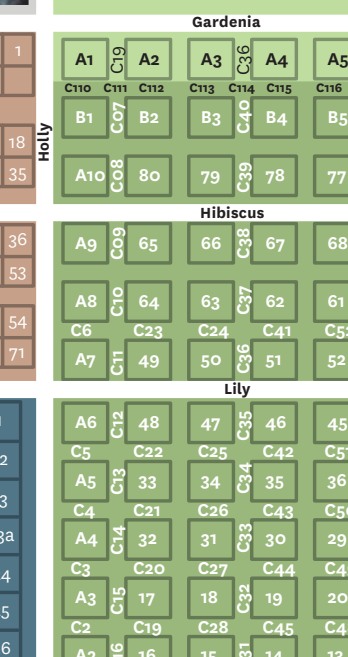 Gardenia
1 A1 C19 A2 A3 C36 A4 A5
C110 C111 C112 C113 C114 C115 C116
B1 C07 B2 B3 C40 B4 B5
18
Holly
35 A10 C08 80 79 C39 78 77
Hibiscus
36 A9 C09 65 66 C38 67 68
53
54 A8 C10 64 63 C37 62 61
C6 C23 C24 C41
71 A7 C11 49 50 C36 51 52
Lily
A6 C12 48 47 C35 46 45
C5 C22 C25 C42
A5 C13 33 34 C34 35 36
C4 C21 C26 C43
A4 C14 32 31 C33 30 29
C3 C20 C27 C44
A3 C15 17 18 C32 19 20
C2 C19 C28 C45